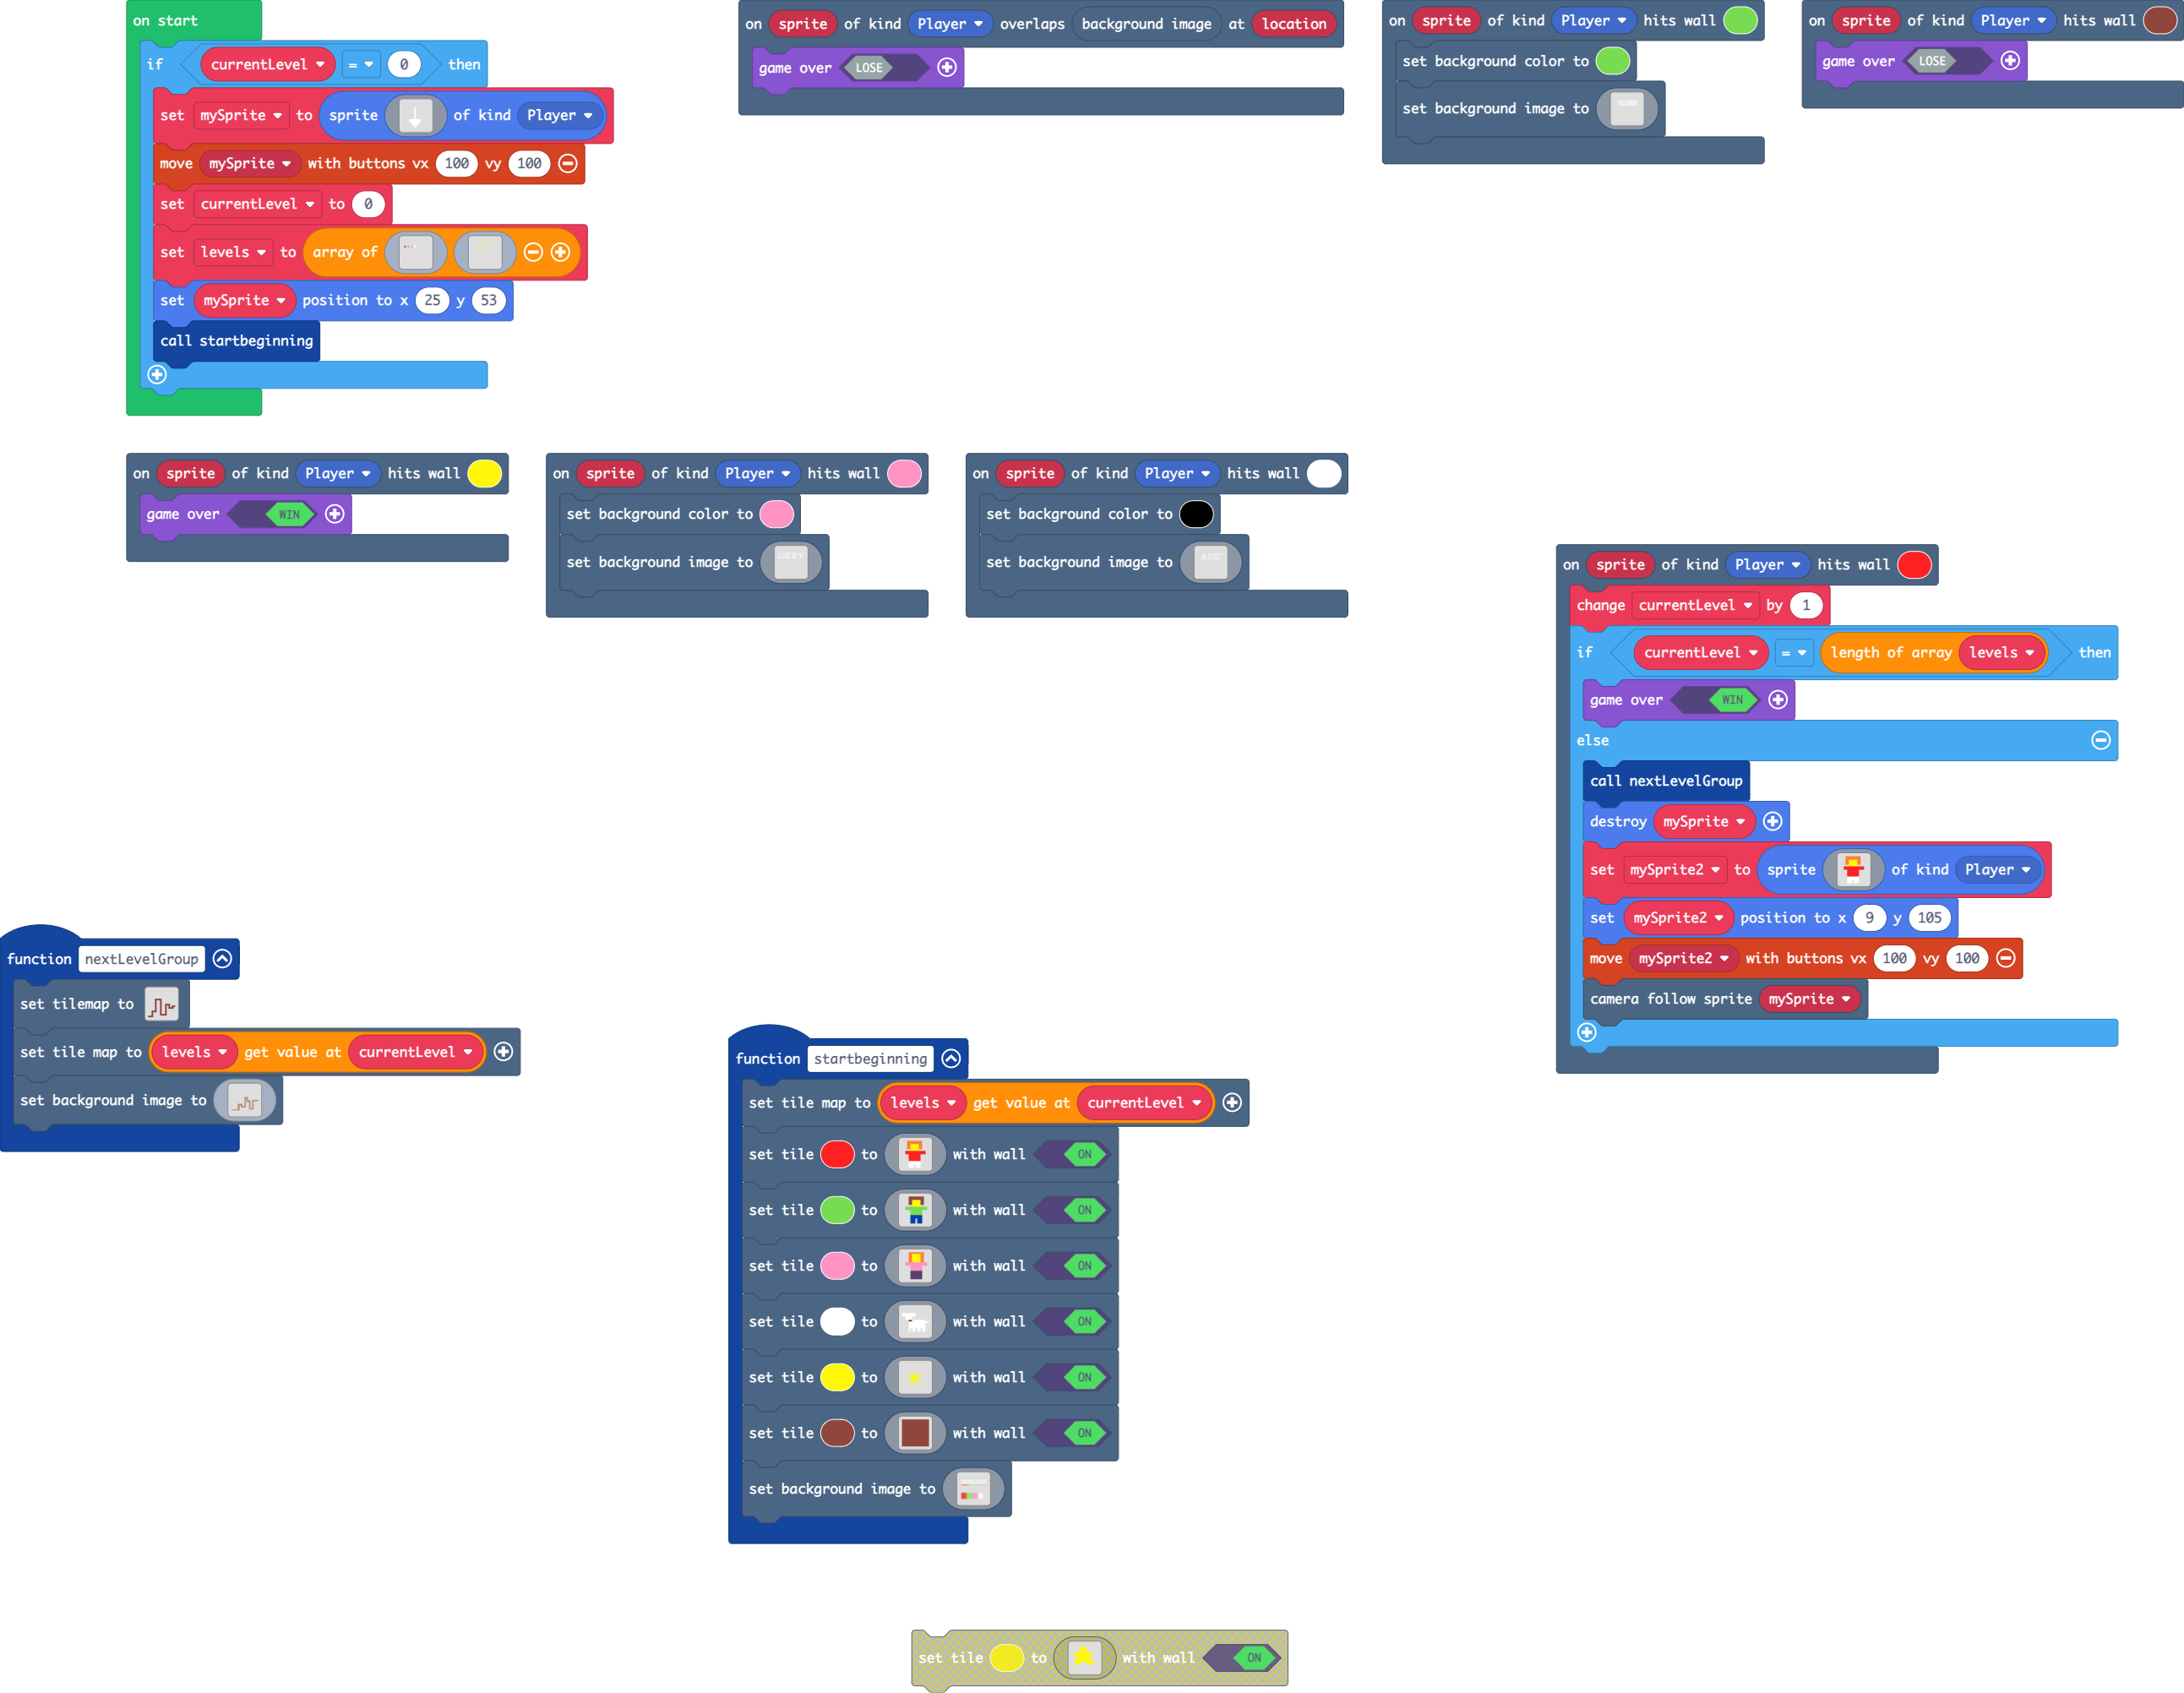 on start
if currentLevel = 0 then
set mySprite to sprite of kind Player
move mySprite with buttons vx 100 vy 100
set currentLevel to 0
set levels to array of
set mySprite position to x 25 y 53
call startbeginning
on sprite of kind Player overlaps background image at location
game over LOSE
on sprite of kind Player hits wall
set background color to
set background image to
on sprite of kind Player hits wall
game over LOSE
on sprite of kind Player hits wall
game over WIN
on sprite of kind Player hits wall
set background color to
set background image to LIZZY
on sprite of kind Player hits wall
set background color to
set background image to
on sprite of kind Player hits wall
change currentLevel by 1
if currentLevel = length of array levels then
game over WIN
else
call nextLevelGroup
destroy mySprite
set mySprite2 to sprite of kind Player
set mySprite2 position to x 9 y 105
move mySprite2 with buttons vx 100 vy 100
camera follow sprite mySprite
function nextLevelGroup
set tilemap to
set tile map to levels get value at currentLevel
set background image to
function startbeginning
set tile map to levels get value at currentLevel
set tile to with wall ON
set tile to with wall ON
set tile to with wall ON
set tile to with wall ON
set tile to with wall ON
set tile to with wall ON
set background image to
set tile to with wall ON